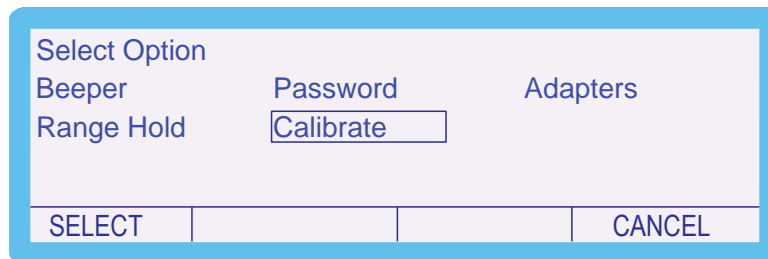 Select Option
Beeper Password Adapters
Range Hold Calibrate
SELECT CANCEL